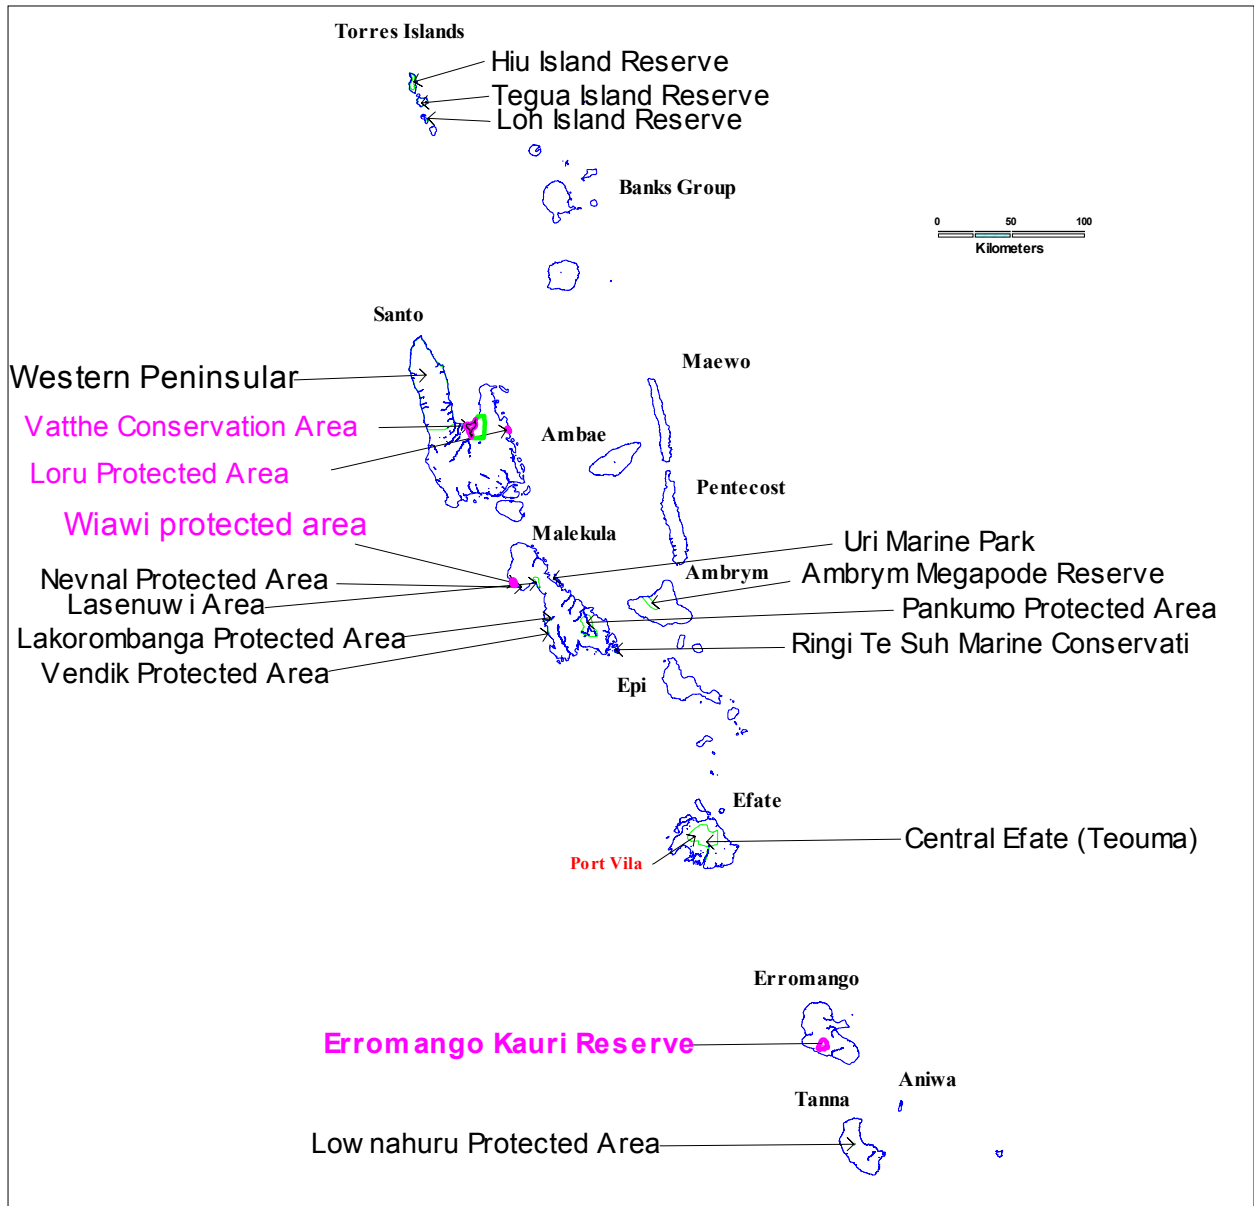 Torres Islands
Hiu Island Reserve
Tegua Island Reserve
Loh Island Reserve
Banks Group
0 50 100
Kilometers
Santo
Maewo
Western Peninsular
Vatthe Conservation Area
Ambae
Loru Protected Area
Pentecost
Wiawi protected area
Malekula
Uri Marine Park
Nevnal Protected Area
Ambrym
Ambrym Megapode Reserve
Lasenuwi Area
Pankumo Protected Area
Lakorombanga Protected Area
Ringi Te Suh Marine Conservati
Vendik Protected Area
Epi
Efate
Central Efate (Teouma)
Port Vila
Erromango
Erromango Kauri Reserve
Aniwa
Tanna
Low nahuru Protected Area